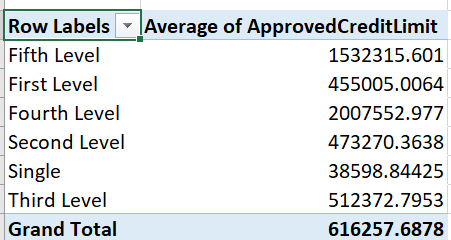 Row Labels Average of ApprovedCreditLimit
Fifth Level 1532315.601
First Level 455005.0064
Fourth Level 2007552.977
Second Level 473270.3638
Single 38598.84425
Third Level 512372.7953
Grand Total 616257.6878